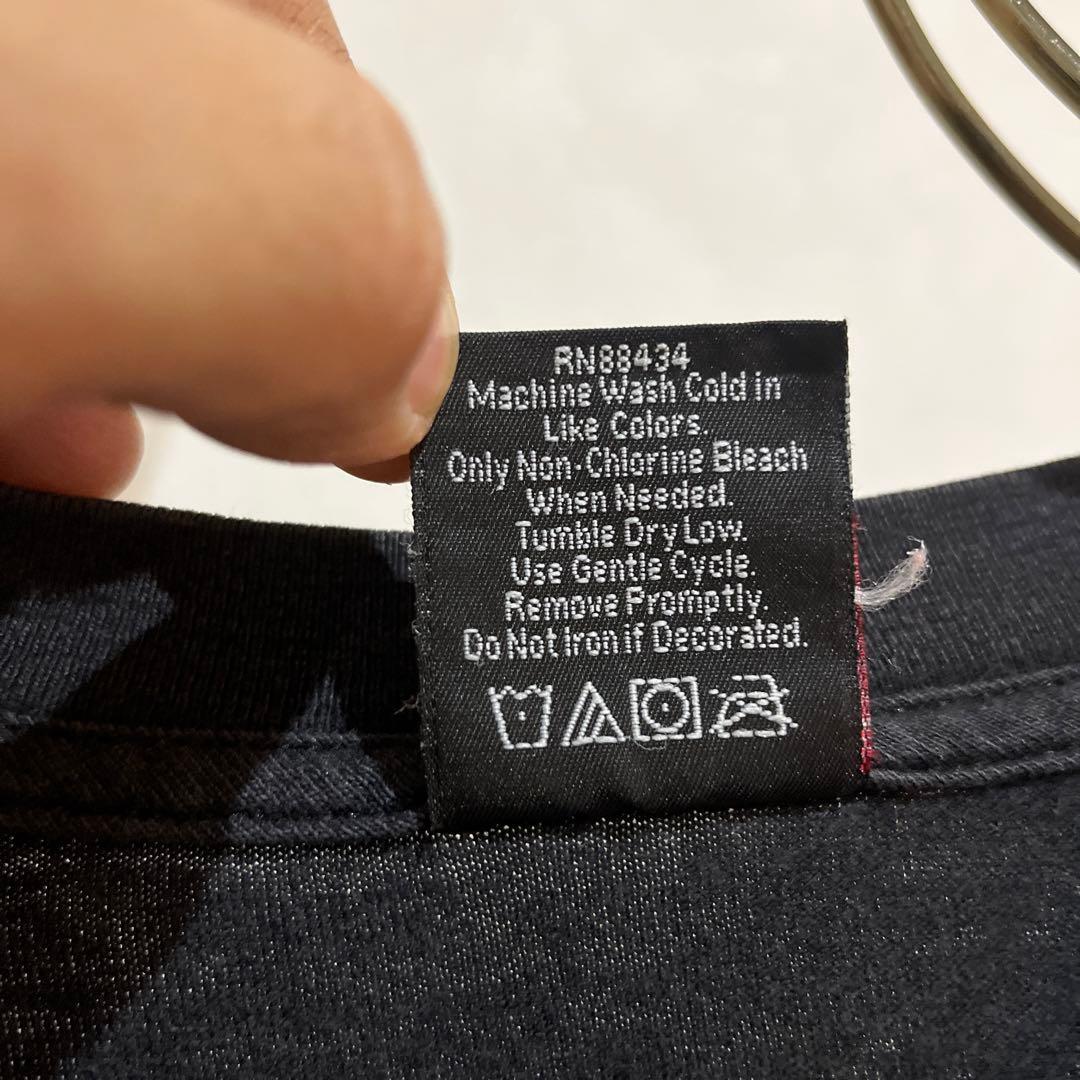 RN88434
Machine Wash Cold in
Like Colors.
Only Non-Chlorine Bleach
When Needed.
Tumble Dry Low.
Use Gentle Cycle.
Remove Promptly.
Do Not Iron if Decorated.